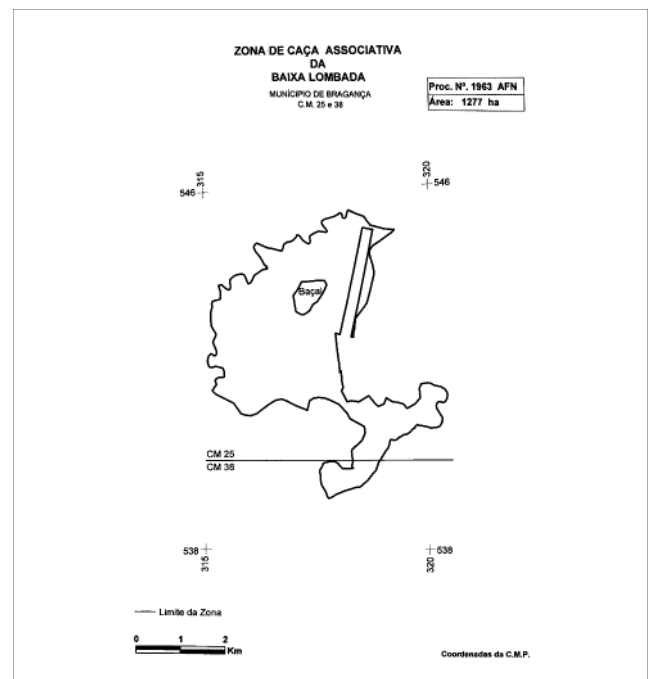 ZONA DE CAÇA ASSOCIATIVA
DA
BAIXA LOMBADA
MUNÍCIPIO DE BRAGANÇA
C.M. 25 e 38
Proc. Nº. 1963 AFN
Área: 1277 ha
315
546
320
546
Baçal
CM 25
CM 38
538
315
538
320
Limite da Zona
0 1 2
Km
Coordenadas da C.M.P.